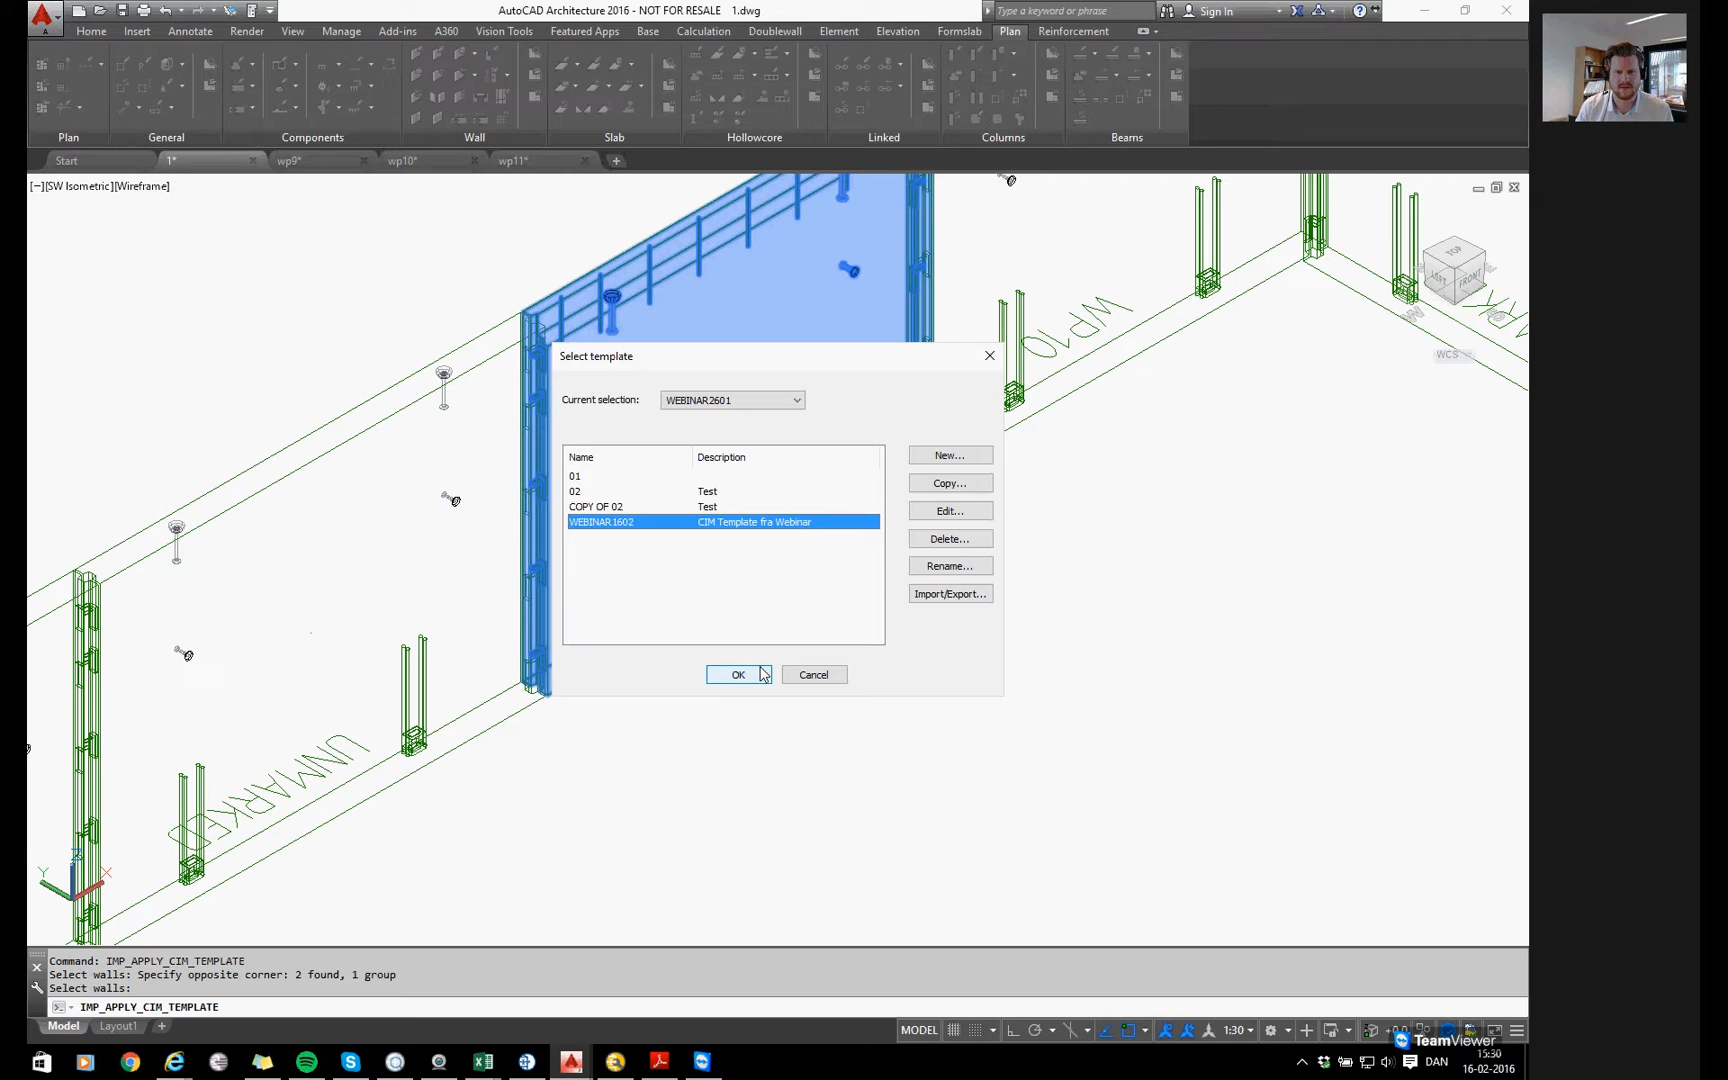 AutoCAD Architecture 2016 - NOT FOR RESALE 1.dwg
Type a keyword or phrase
Sign In
Home Insert Annotate Render View Manage Add-ins A360 Vision Tools Featured Apps Base Calculation Doublewall Element Elevation Formslab Plan Reinforcement
Plan General Components Wall Slab Hollowcore Linked Columns Beams
Start 1* wp9* wp10* wp11*
[−][SW Isometric][Wireframe]
TOP
LEFT FRONT
WCS
WP10
UNMARKED
Select template
Current selection: WEBINAR2601
Name Description
01
02 Test
COPY OF 02 Test
WEBINAR1602 CIM Template fra Webinar
New...
Copy...
Edit...
Delete...
Rename...
Import/Export...
OK Cancel
Y Z X
Command: IMP_APPLY_CIM_TEMPLATE
Select walls: Specify opposite corner: 2 found, 1 group
Select walls:
IMP_APPLY_CIM_TEMPLATE
Model Layout1
MODEL 1:30 +0.0
TeamViewer
DAN
15:30
16-02-2016